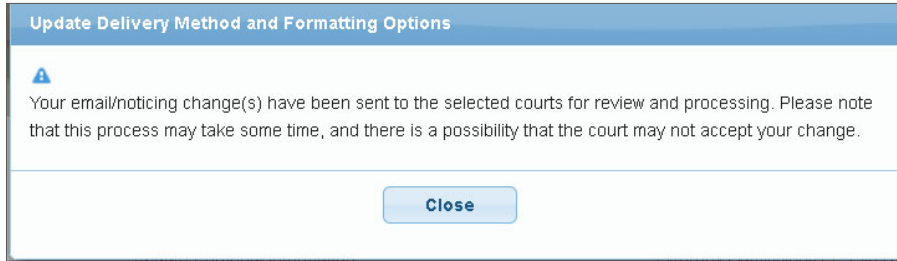 Update Delivery Method and Formatting Options
Your email/noticing change(s) have been sent to the selected courts for review and processing. Please note
that this process may take some time, and there is a possibility that the court may not accept your change.
Close